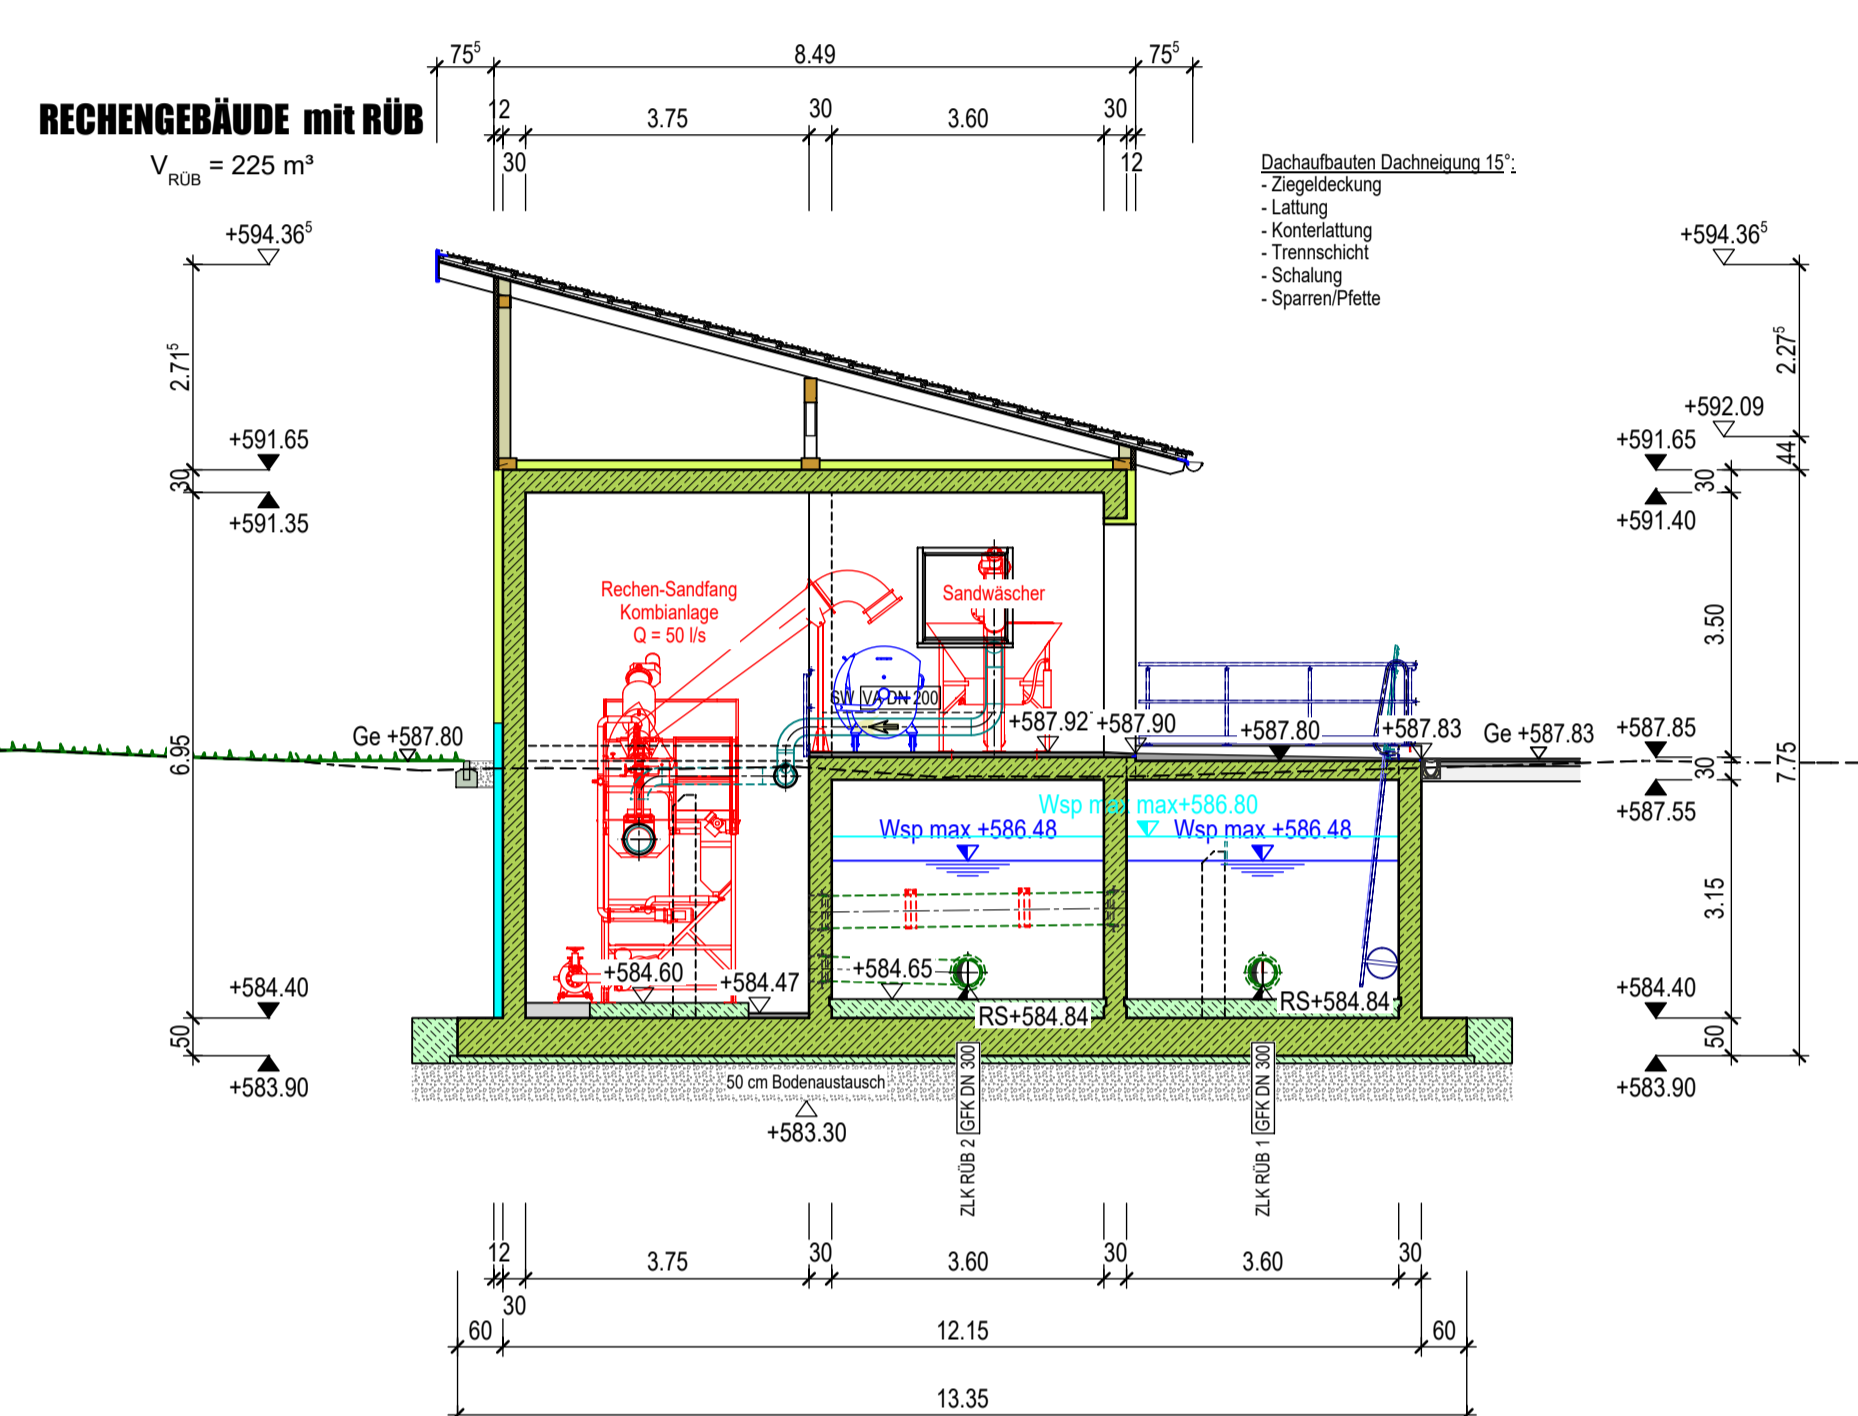 75⁵ 8.49 75⁵
RECHENGEBÄUDE mit RÜB
V RÜB = 225 m³
12 3.75 30 3.60 30
30 12
Dachaufbauten Dachneigung 15°:
- Ziegeldeckung
- Lattung
- Konterlattung
- Trennschicht
- Schalung
- Sparren/Pfette
+594.36⁵ +594.36⁵
2.71⁵ 2.27⁵
+592.09
+591.65 +591.65
44
30 30
+591.35 +591.40
Rechen-Sandfang
Kombianlage
Q = 50 l/s
Sandwäscher
3.50
SW VA DN 200
Ge +587.80 +587.92 +587.90 +587.80 +587.83 Ge +587.83 +587.85
6.95 30 7.75
+587.55
Wsp max max+586.80
Wsp max +586.48 Wsp max +586.48
3.15
+584.60 +584.47 +584.65
RS+584.84 RS+584.84
+584.40 +584.40
50 50
+583.90 +583.90
50 cm Bodenaustausch
+583.30
ZLK RÜB 2 GFK DN 300
ZLK RÜB 1 GFK DN 300
12 3.75 30 3.60 30 3.60 30
30
60 12.15 60
13.35